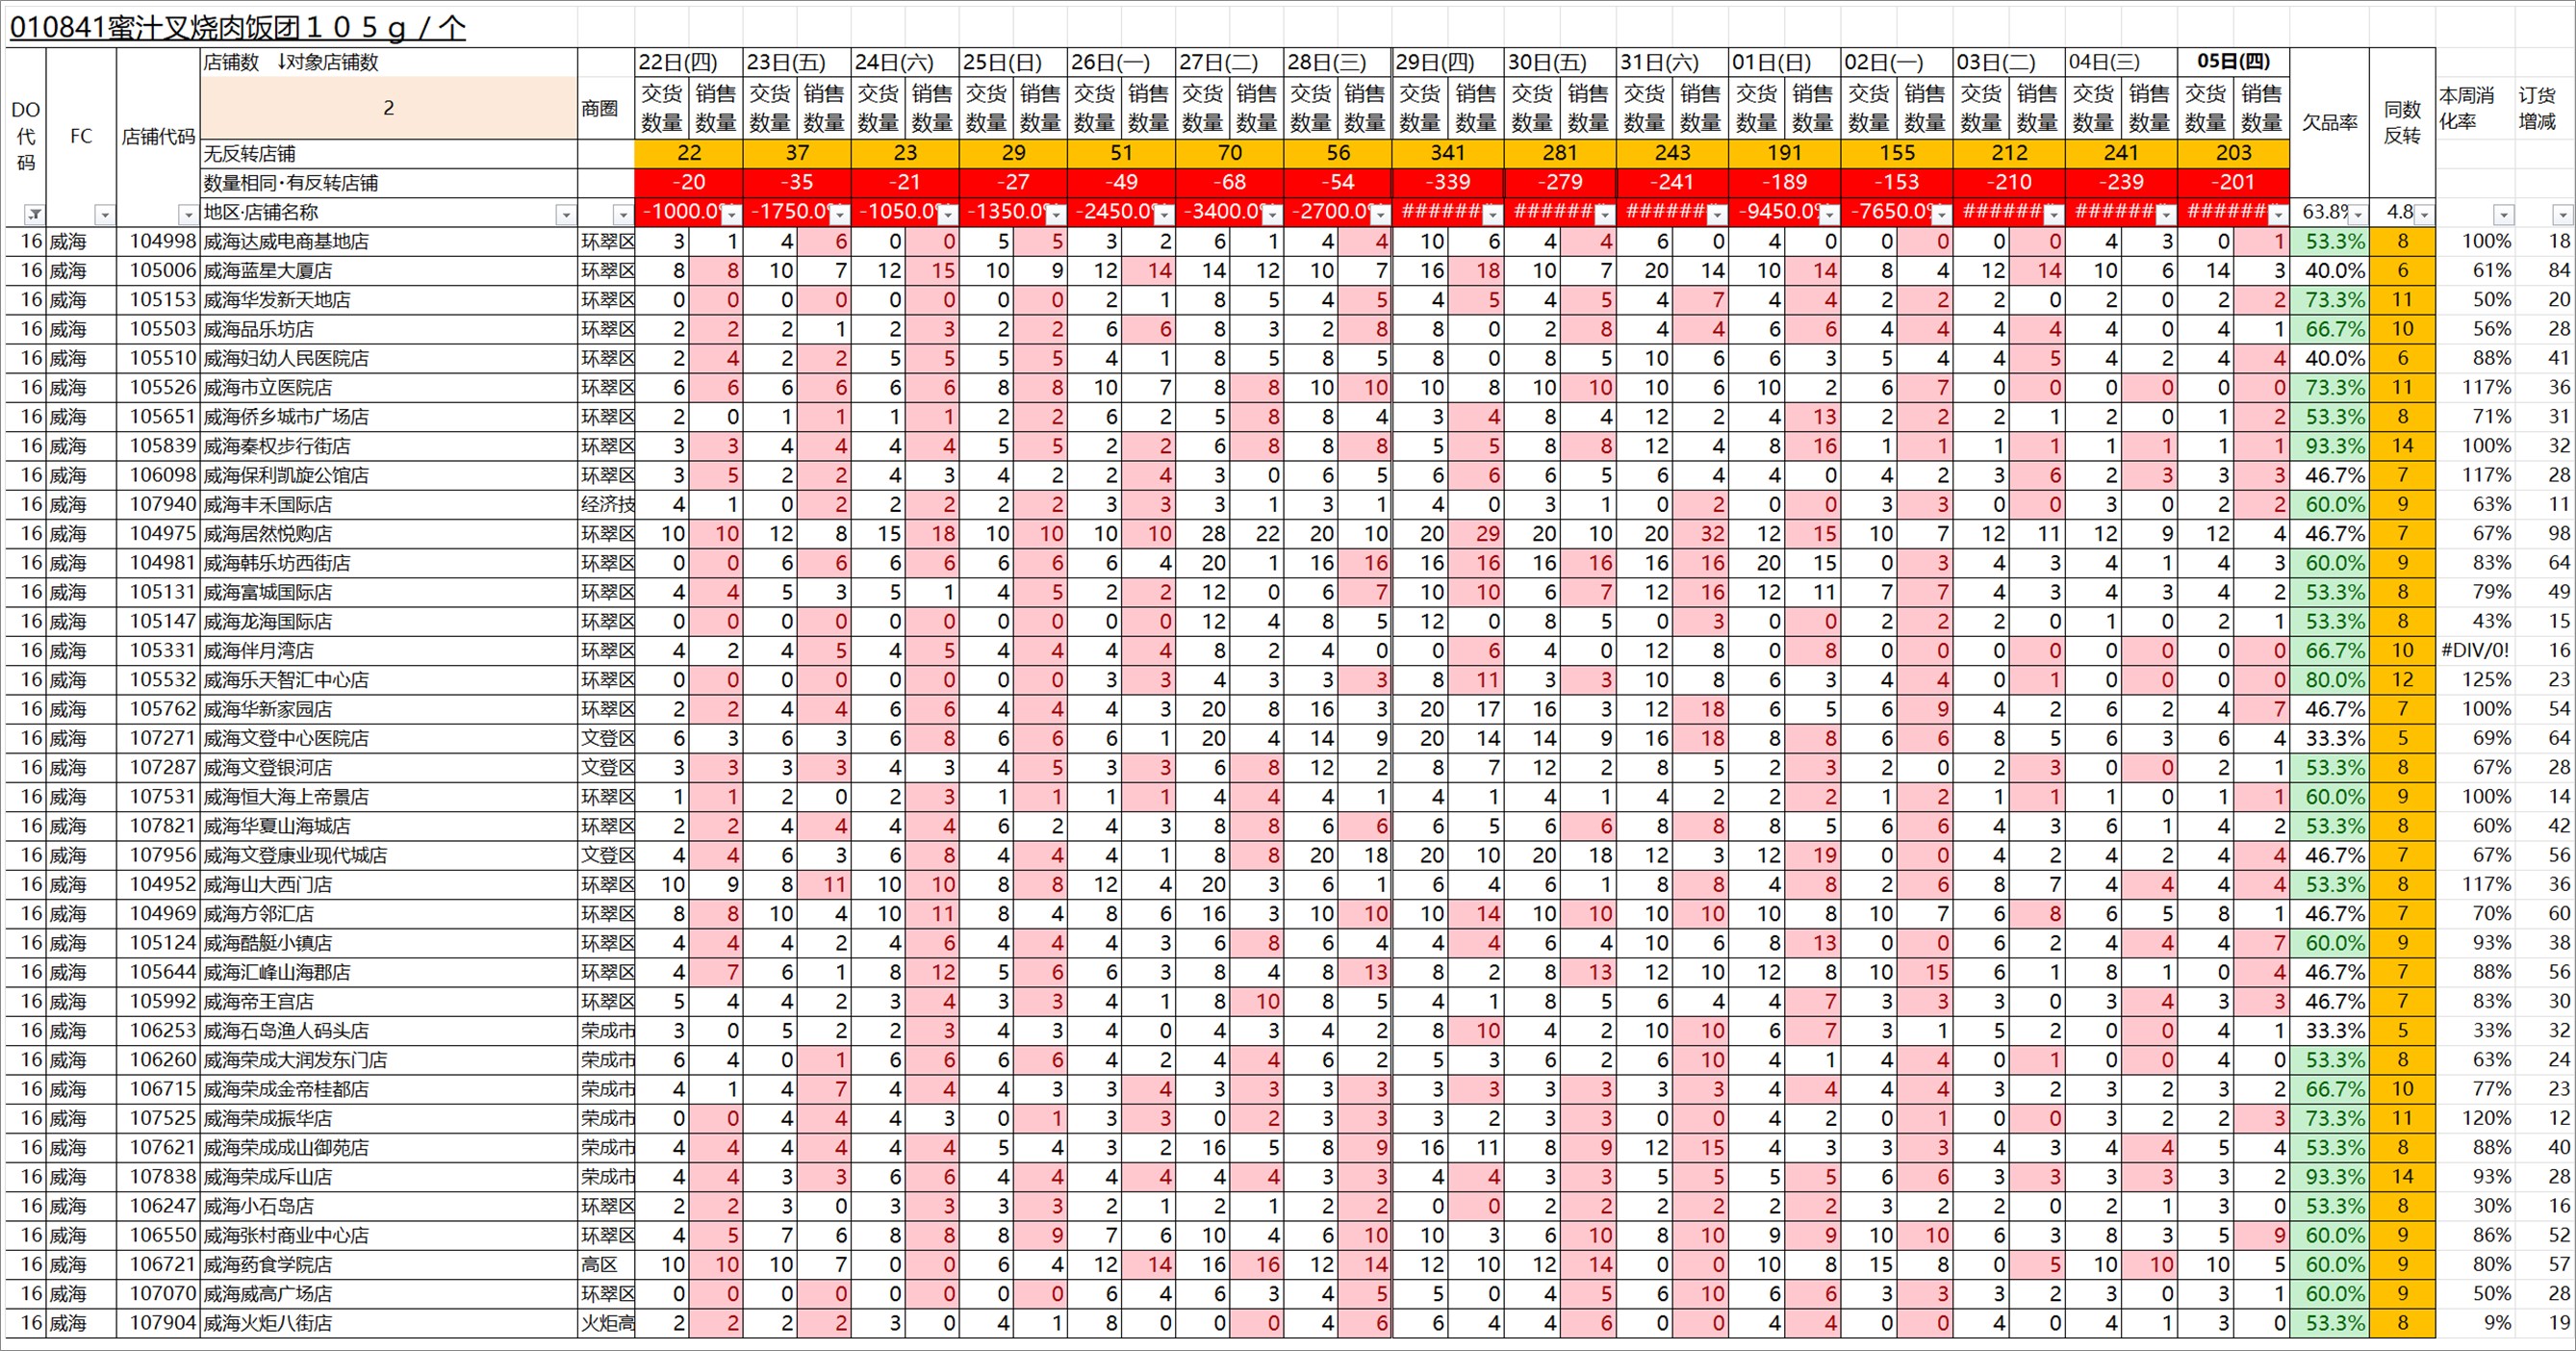 010841蜜汁叉烧肉饭团１０５ｇ／个
DO代码 FC 店铺代码 店铺数 ↓对象店铺数 商圈 22日(四) 23日(五) 24日(六) 25日(日) 26日(一) 27日(二) 28日(三) 29日(四) 30日(五) 31日(六) 01日(日) 02日(一) 03日(二) 04日(三) 05日(四) 欠品率 同数反转 本周消化率 订货增减
2 交货数量 销售数量 交货数量 销售数量 交货数量 销售数量 交货数量 销售数量 交货数量 销售数量 交货数量 销售数量 交货数量 销售数量 交货数量 销售数量 交货数量 销售数量 交货数量 销售数量 交货数量 销售数量 交货数量 销售数量 交货数量 销售数量 交货数量 销售数量 交货数量 销售数量
无反转店铺 22 37 23 29 51 70 56 341 281 243 191 155 212 241 203
数量相同·有反转店铺 -20 -35 -21 -27 -49 -68 -54 -339 -279 -241 -189 -153 -210 -239 -201
地区·店铺名称 -1000.0% -1750.0% -1050.0% -1350.0% -2450.0% -3400.0% -2700.0% ###### ###### ###### -9450.0% -7650.0% ###### ###### ###### 63.8% 4.8
16 威海 104998 威海达威电商基地店 环翠区 3 1 4 6 0 0 5 5 3 2 6 1 4 4 10 6 4 4 6 0 4 0 0 0 0 0 4 3 0 1 53.3% 8 100% 18
16 威海 105006 威海蓝星大厦店 环翠区 8 8 10 7 12 15 10 9 12 14 14 12 10 7 16 18 10 7 20 14 10 14 8 4 12 14 10 6 14 3 40.0% 6 61% 84
16 威海 105153 威海华发新天地店 环翠区 0 0 0 0 0 0 0 0 2 1 8 5 4 5 4 5 4 5 4 7 4 4 2 2 2 0 2 0 2 2 73.3% 11 50% 20
16 威海 105503 威海品乐坊店 环翠区 2 2 2 1 2 3 2 2 6 6 8 3 2 8 8 0 2 8 4 4 6 6 4 4 4 4 4 0 4 1 66.7% 10 56% 28
16 威海 105510 威海妇幼人民医院店 环翠区 2 4 2 2 5 5 5 5 4 1 8 5 8 5 8 0 8 5 10 6 6 3 5 4 4 5 4 2 4 4 40.0% 6 88% 41
16 威海 105526 威海市立医院店 环翠区 6 6 6 6 6 6 8 8 10 7 8 8 10 10 10 8 10 10 10 6 10 2 6 7 0 0 0 0 0 0 73.3% 11 117% 36
16 威海 105651 威海侨乡城市广场店 环翠区 2 0 1 1 1 1 2 2 6 2 5 8 8 4 3 4 8 4 12 2 4 13 2 2 2 1 2 0 1 2 53.3% 8 71% 31
16 威海 105839 威海秦权步行街店 环翠区 3 3 4 4 4 4 5 5 2 2 6 8 8 8 5 5 8 8 12 4 8 16 1 1 1 1 1 1 1 1 93.3% 14 100% 32
16 威海 106098 威海保利凯旋公馆店 环翠区 3 5 2 2 4 3 4 2 2 4 3 0 6 5 6 6 6 5 6 4 4 0 4 2 3 6 2 3 3 3 46.7% 7 117% 28
16 威海 107940 威海丰禾国际店 经济技 4 1 0 2 2 2 2 2 3 3 3 1 3 1 4 0 3 1 0 2 0 0 3 3 0 0 3 0 2 2 60.0% 9 63% 11
16 威海 104975 威海居然悦购店 环翠区 10 10 12 8 15 18 10 10 10 10 28 22 20 10 20 29 20 10 20 32 12 15 10 7 12 11 12 9 12 4 46.7% 7 67% 98
16 威海 104981 威海韩乐坊西街店 环翠区 0 0 6 6 6 6 6 6 6 4 20 1 16 16 16 16 16 16 16 16 20 15 0 3 4 3 4 1 4 3 60.0% 9 83% 64
16 威海 105131 威海富城国际店 环翠区 4 4 5 3 5 1 4 5 2 2 12 0 6 7 10 10 6 7 12 16 12 11 7 7 4 3 4 3 4 2 53.3% 8 79% 49
16 威海 105147 威海龙海国际店 环翠区 0 0 0 0 0 0 0 0 0 0 12 4 8 5 12 0 8 5 0 3 0 0 2 2 2 0 1 0 2 1 53.3% 8 43% 15
16 威海 105331 威海伴月湾店 环翠区 4 2 4 5 4 5 4 4 4 4 8 2 4 0 0 6 4 0 12 8 0 8 0 0 0 0 0 0 0 0 66.7% 10 #DIV/0! 16
16 威海 105532 威海乐天智汇中心店 环翠区 0 0 0 0 0 0 0 0 3 3 4 3 3 3 8 11 3 3 10 8 6 3 4 4 0 1 0 0 0 0 80.0% 12 125% 23
16 威海 105762 威海华新家园店 环翠区 2 2 4 4 6 6 4 4 4 3 20 8 16 3 20 17 16 3 12 18 6 5 6 9 4 2 6 2 4 7 46.7% 7 100% 54
16 威海 107271 威海文登中心医院店 文登区 6 3 6 3 6 8 6 6 6 1 20 4 14 9 20 14 14 9 16 18 8 8 6 6 8 5 6 3 6 4 33.3% 5 69% 64
16 威海 107287 威海文登银河店 文登区 3 3 3 3 4 3 4 5 3 3 6 8 12 2 8 7 12 2 8 5 2 3 2 0 2 3 0 0 2 1 53.3% 8 67% 28
16 威海 107531 威海恒大海上帝景店 环翠区 1 1 2 0 2 3 1 1 1 1 4 4 4 1 4 1 4 1 4 2 2 2 1 2 1 1 1 0 1 1 60.0% 9 100% 14
16 威海 107821 威海华夏山海城店 环翠区 2 2 4 4 4 4 6 2 4 3 8 8 6 6 6 5 6 6 8 8 8 5 6 6 4 3 6 1 4 2 53.3% 8 60% 42
16 威海 107956 威海文登康业现代城店 文登区 4 4 6 3 6 8 4 4 4 1 8 8 20 18 20 10 20 18 12 3 12 19 0 0 4 2 4 2 4 4 46.7% 7 67% 56
16 威海 104952 威海山大西门店 环翠区 10 9 8 11 10 10 8 8 12 4 20 3 6 1 6 4 6 1 8 8 4 8 2 6 8 7 4 4 4 4 53.3% 8 117% 36
16 威海 104969 威海方邻汇店 环翠区 8 8 10 4 10 11 8 4 8 6 16 3 10 10 10 14 10 10 10 10 10 8 10 7 6 8 6 5 8 1 46.7% 7 70% 60
16 威海 105124 威海酷艇小镇店 环翠区 4 4 4 2 4 6 4 4 4 3 6 8 6 4 4 4 6 4 10 6 8 13 0 0 6 2 4 4 4 7 60.0% 9 93% 38
16 威海 105644 威海汇峰山海郡店 环翠区 4 7 6 1 8 12 5 6 6 3 8 4 8 13 8 2 8 13 12 10 12 8 10 15 6 1 8 1 0 4 46.7% 7 88% 56
16 威海 105992 威海帝王宫店 环翠区 5 4 4 2 3 4 3 3 4 1 8 10 8 5 4 1 8 5 6 4 4 7 3 3 3 0 3 4 3 3 46.7% 7 83% 30
16 威海 106253 威海石岛渔人码头店 荣成市 3 0 5 2 2 3 4 3 4 0 4 3 4 2 8 10 4 2 10 10 6 7 3 1 5 2 0 0 4 1 33.3% 5 33% 32
16 威海 106260 威海荣成大润发东门店 荣成市 6 4 0 1 6 6 6 6 4 2 4 4 6 2 5 3 6 2 6 10 4 1 4 4 0 1 0 0 4 0 53.3% 8 63% 24
16 威海 106715 威海荣成金帝桂都店 荣成市 4 1 4 7 4 4 4 3 3 4 3 3 3 3 3 3 3 3 3 3 4 4 4 4 3 2 3 2 3 2 66.7% 10 77% 23
16 威海 107525 威海荣成振华店 荣成市 0 0 4 4 4 3 0 1 3 3 0 2 3 3 3 2 3 3 0 0 4 2 0 1 0 0 3 2 2 3 73.3% 11 120% 12
16 威海 107621 威海荣成成山御苑店 荣成市 4 4 4 4 4 4 5 4 3 2 16 5 8 9 16 11 8 9 12 15 4 3 3 3 4 3 4 4 5 4 53.3% 8 88% 40
16 威海 107838 威海荣成斥山店 荣成市 4 4 3 3 6 6 4 4 4 4 4 4 3 3 4 4 3 3 5 5 5 5 6 6 3 3 3 3 3 2 93.3% 14 93% 28
16 威海 106247 威海小石岛店 环翠区 2 2 3 0 3 3 3 3 2 1 2 1 2 2 0 0 2 2 2 2 2 2 3 2 2 0 2 1 3 0 53.3% 8 30% 16
16 威海 106550 威海张村商业中心店 环翠区 4 5 7 6 8 8 8 9 7 6 10 4 6 10 10 3 6 10 8 10 9 9 10 10 6 3 8 3 5 9 60.0% 9 86% 52
16 威海 106721 威海药食学院店 高区 10 10 10 7 0 0 6 4 12 14 16 16 12 14 12 10 12 14 0 0 10 8 15 8 0 5 10 10 10 5 60.0% 9 80% 57
16 威海 107070 威海威高广场店 环翠区 0 0 0 0 0 0 0 0 6 4 6 3 4 5 5 0 4 5 6 10 6 6 3 3 3 2 3 0 3 1 60.0% 9 50% 28
16 威海 107904 威海火炬八街店 火炬高 2 2 2 2 3 0 4 1 8 0 0 0 4 6 6 4 4 6 0 0 4 4 0 0 4 0 4 1 3 0 53.3% 8 9% 19